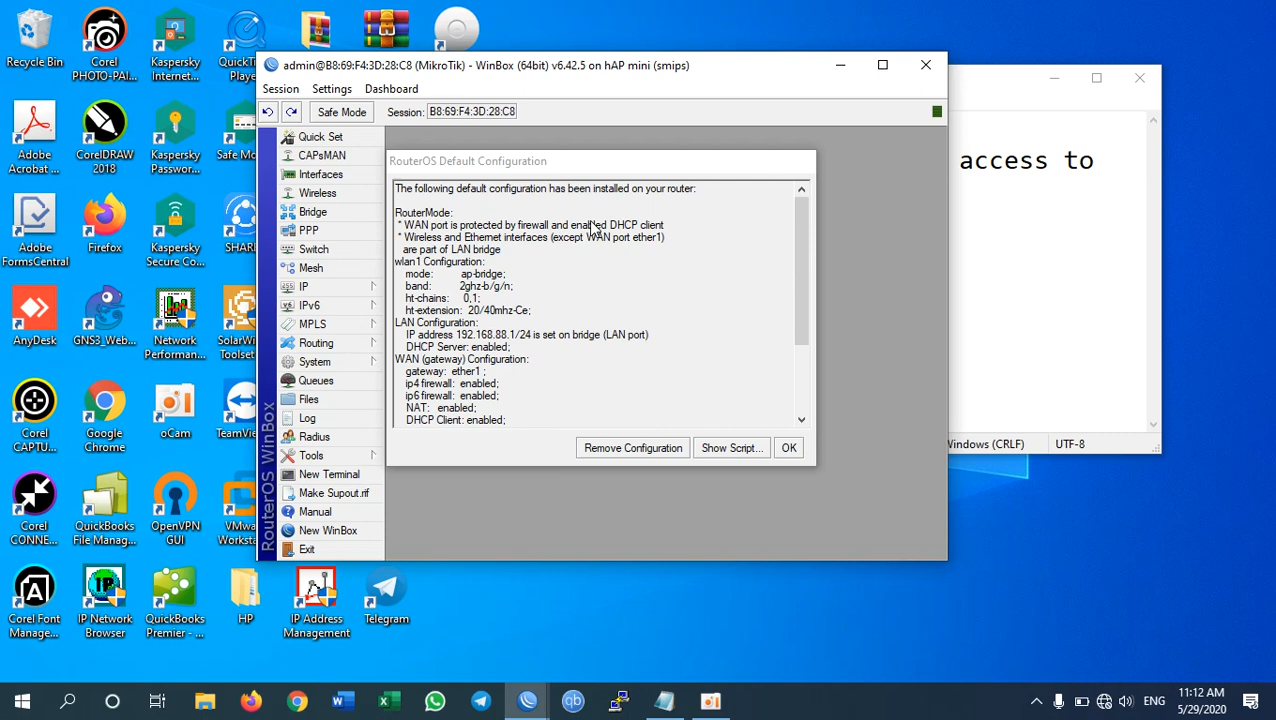 Recycle Bin
Corel
PHOTO-PAI...
Kaspersky
Internet...
QuickT
Playe
Adobe
Acrobat ...
CorelDRAW
2018
Kaspersky
Passwor...
Safe Mo
Adobe
FormsCentral
Firefox
AnyDesk
GNS3_Web...
Network
Performan...
SolarWin
Toolset
Corel
CAPTU...
Google
Chrome
oCam
TeamView
Corel
CONNE...
QuickBooks
File Manag...
OpenVPN
GUI
VMwa
Worksta
Corel Font
Manage...
IP Network
Browser
QuickBooks
Premier - ...
HP
IP Address
Management
Telegram
admin@B8:69:F4:3D:28:C8 (MikroTik) - WinBox (64bit) v6.42.5 on hAP mini (smips)
Session Settings Dashboard
Safe Mode Session: B8:69:F4:3D:28:C8
RouterOS WinBox
Quick Set
CAPsMAN
Interfaces
Wireless
Bridge
PPP
Switch
Mesh
IP
IPv6
MPLS
Routing
System
Queues
Files
Log
Radius
Tools
New Terminal
Make Supout.rif
Manual
New WinBox
Exit
RouterOS Default Configuration
The following default configuration has been installed on your router:
RouterMode:
* WAN port is protected by firewall and enabled DHCP client
* Wireless and Ethernet interfaces (except WAN port ether1)
are part of LAN bridge
wlan1 Configuration:
mode: ap-bridge;
band: 2ghz-b/g/n;
ht-chains: 0,1;
ht-extension: 20/40mhz-Ce;
LAN Configuration:
IP address 192.168.88.1/24 is set on bridge (LAN port)
DHCP Server: enabled;
WAN (gateway) Configuration:
gateway: ether1 ;
ip4 firewall: enabled;
ip6 firewall: enabled;
NAT: enabled;
DHCP Client: enabled;
Remove Configuration Show Script... OK
access to
Windows (CRLF) UTF-8
ENG
11:12 AM
5/29/2020